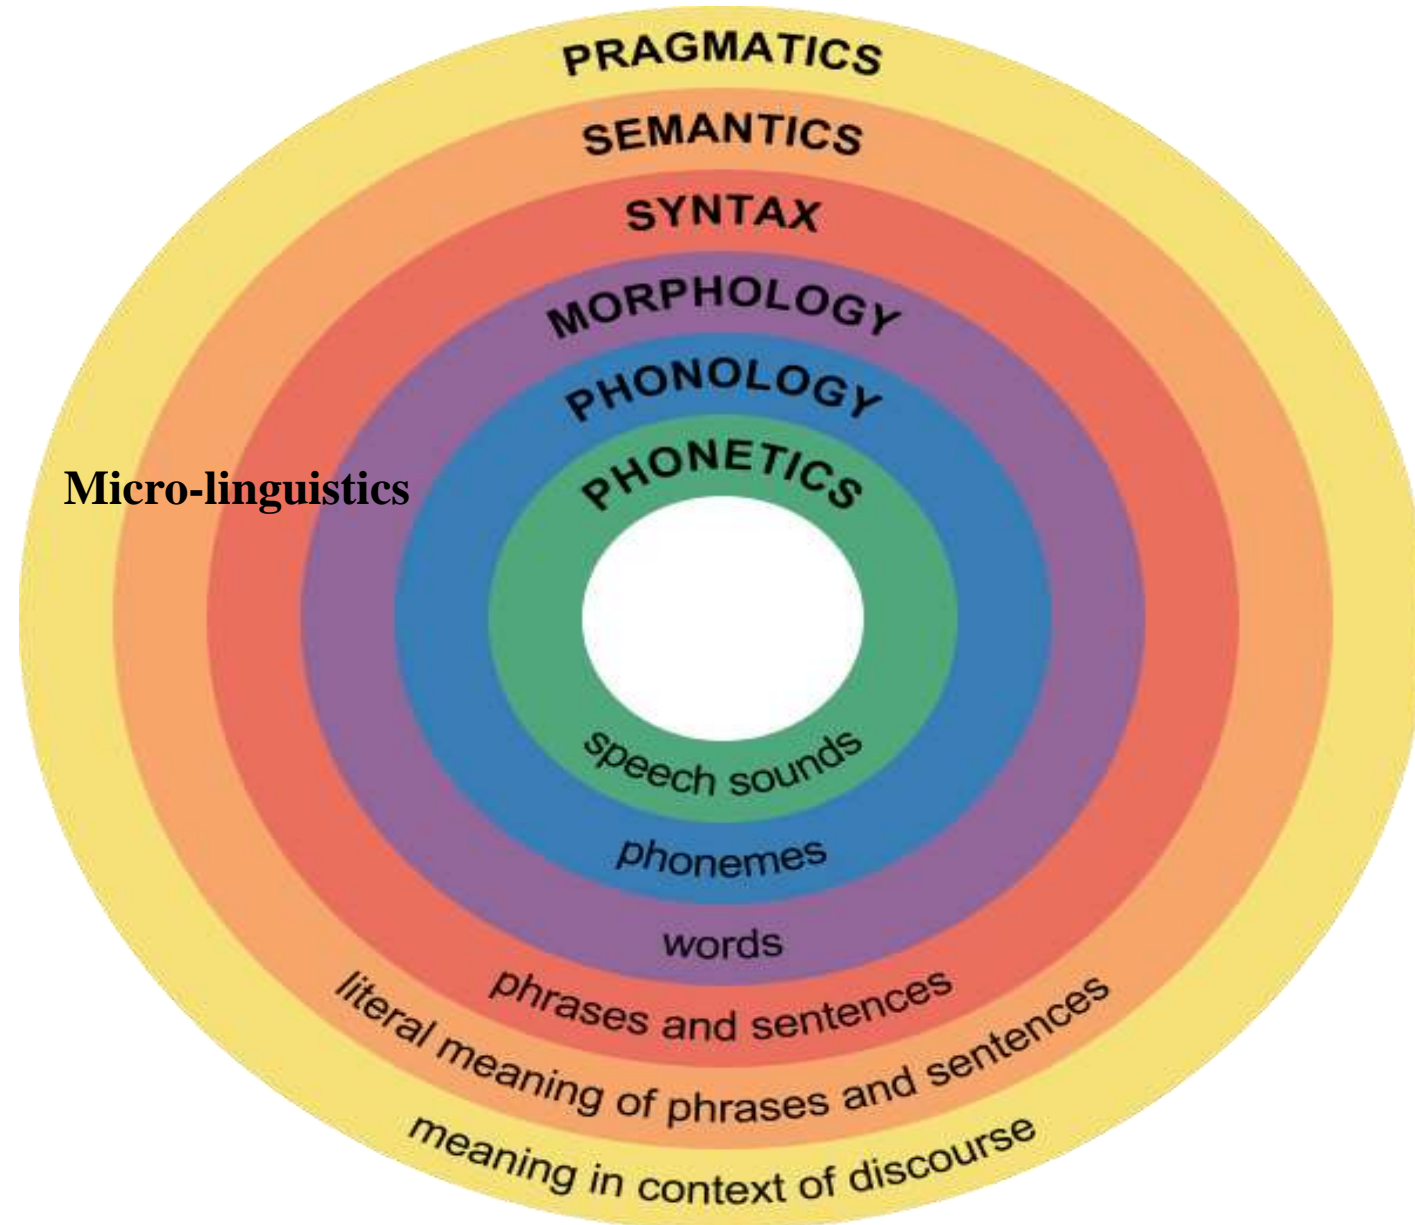 PRAGMATICS
SEMANTICS
SYNTAX
MORPHOLOGY
PHONOLOGY
PHONETICS
Micro-linguistics
speech sounds
phonemes
words
phrases and sentences
literal meaning of phrases and sentences
meaning in context of discourse